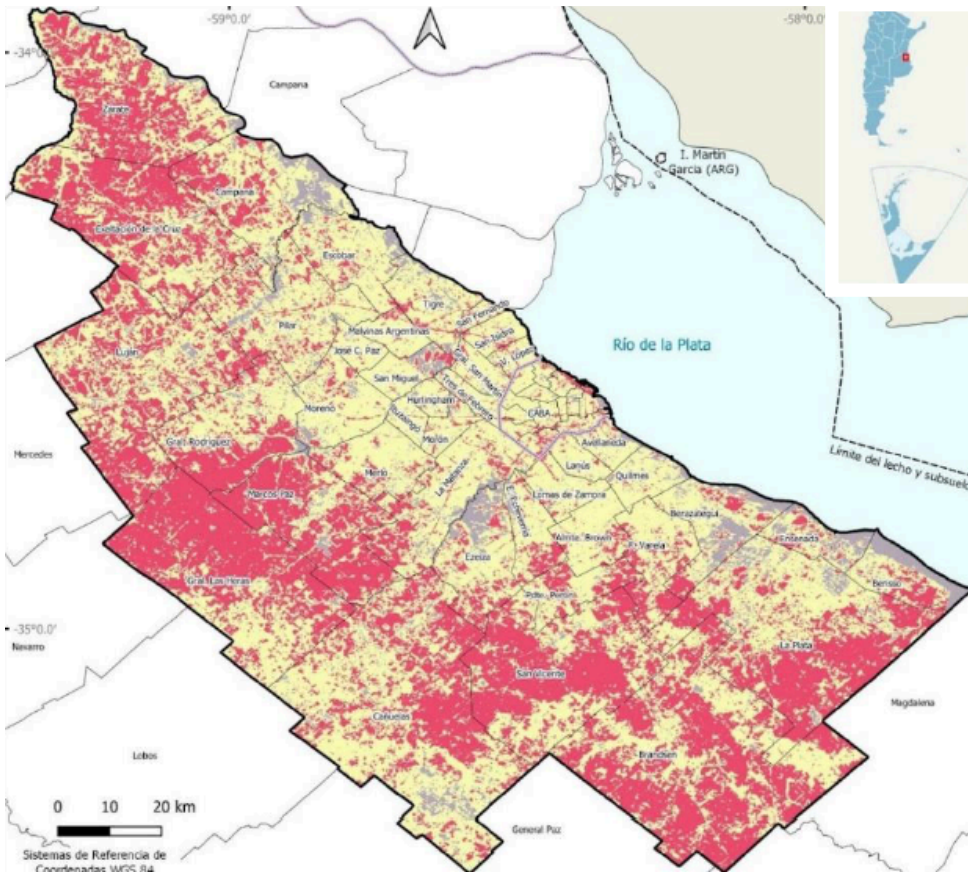 -59°0.0'
-58°0.0'
-34°0.0'
Campana
I. Martín
García (ARG)
Zárate
Campana
Exaltación de la Cruz
Escobar
Tigre
San Fernando
Pilar
Malvinas Argentinas
San Isidro
V. López
Río de la Plata
Luján
José C. Paz
Gral. San Martín
San Miguel
Tres de Febrero
Hurlingham
Moreno
Ituzaingó
CABA
Morón
Avellaneda
Gral. Rodríguez
Mercedes
Merlo
La Matanza
Lanús
Quilmes
Límite del lecho y subsuelo
Marcos Paz
Lomas de Zamora
E. Echeverría
Berazategui
Almte. Brown
F. Varela
Ensenada
Ezeiza
Gral. Las Heras
Pdte. Perón
Berisso
-35°0.0'
Navarro
La Plata
San Vicente
Magdalena
Cañuelas
Brandsen
Lobos
0 10 20 km
General Paz
Sistemas de Referencia de
Coordenadas WGS 84